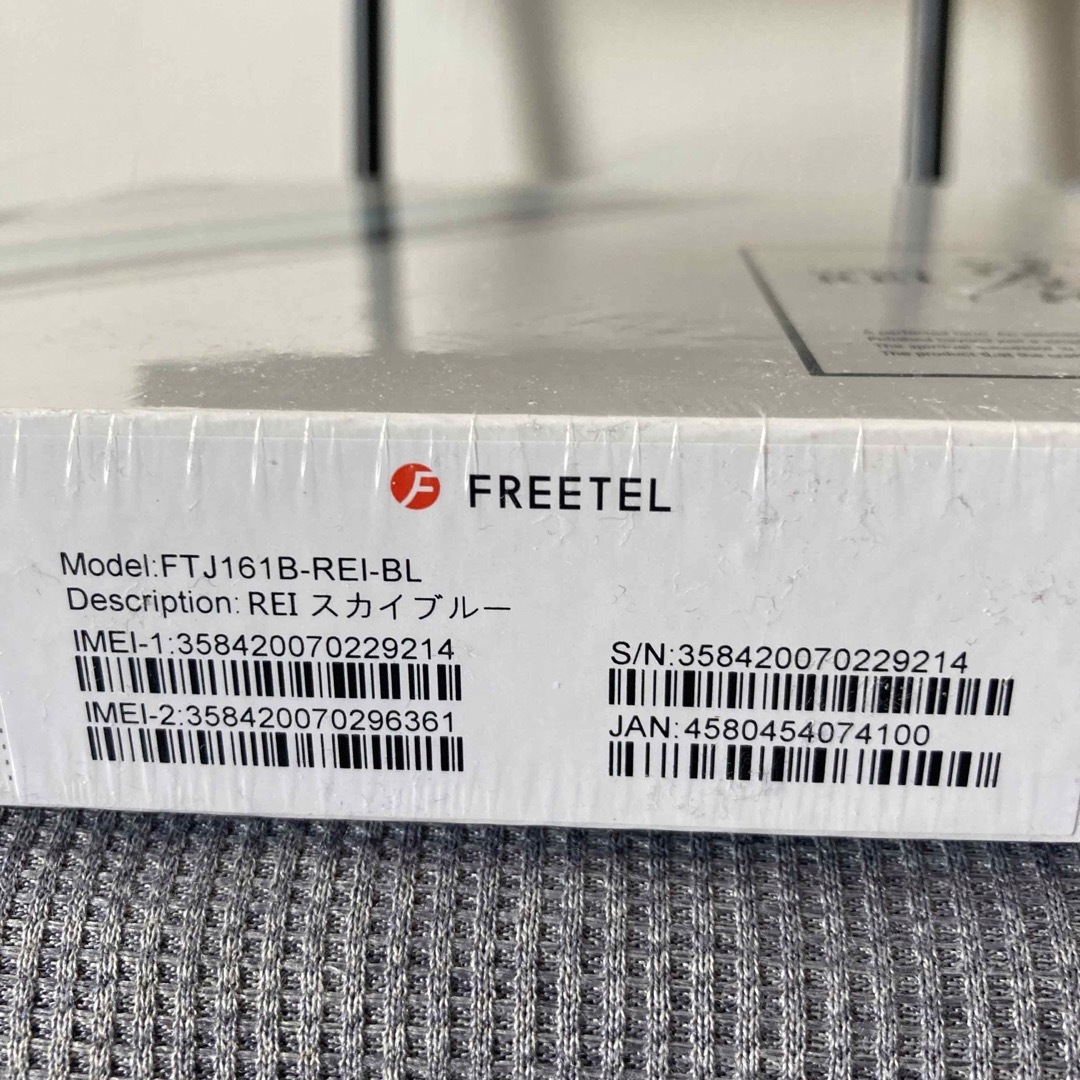 FREETEL
Model:FTJ161B-REI-BL
Description: REI スカイブルー
IMEI-1:358420070229214
IMEI-2:358420070296361
S/N:358420070229214
JAN:4580454074100